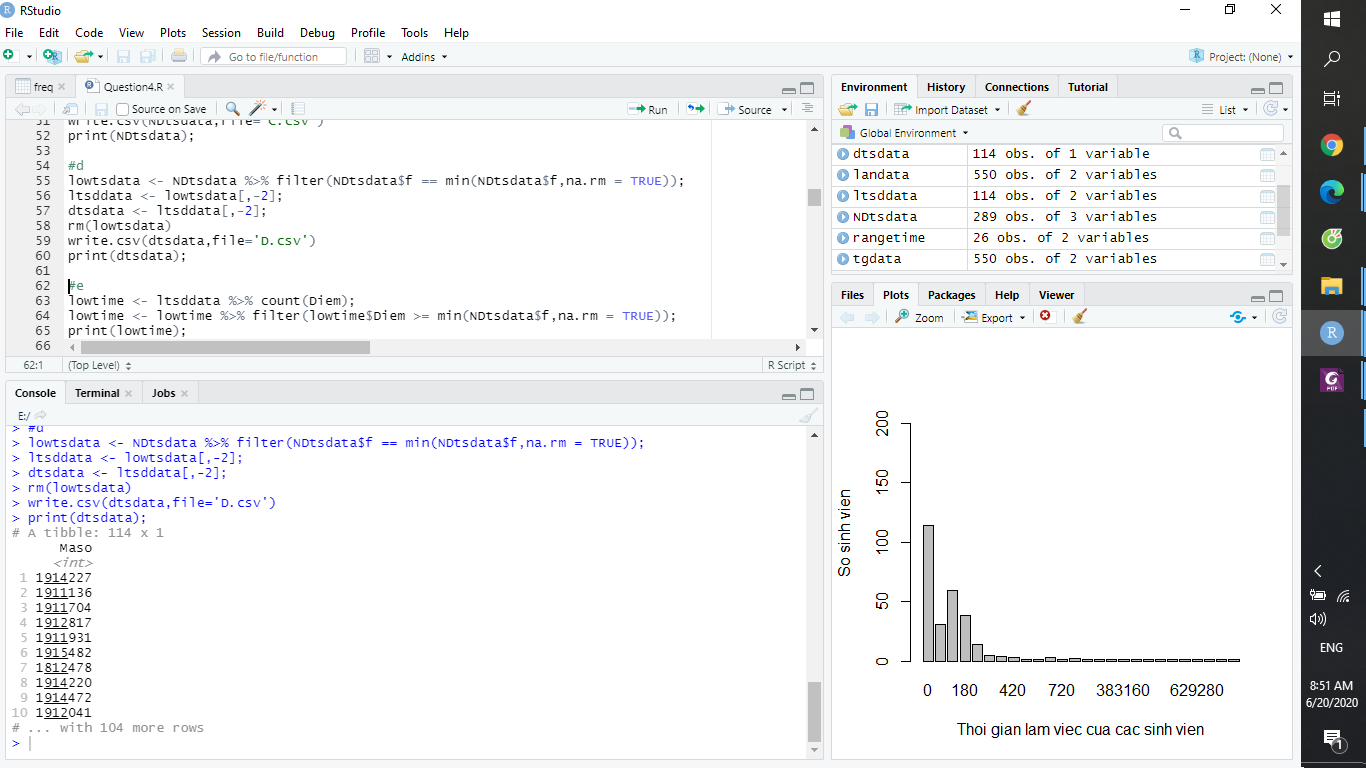 RStudio
File Edit Code View Plots Session Build Debug Profile Tools Help
Go to file/function Addins Project: (None)
freq Question4.R
Source on Save Run Source
51 write.csv(NDtsdata,file='C.csv')
52 print(NDtsdata);
53
54 #d
55 lowtsdata <- NDtsdata %>% filter(NDtsdata$f == min(NDtsdata$f,na.rm = TRUE));
56 ltsddata <- lowtsdata[,-2];
57 dtsdata <- ltsddata[,-2];
58 rm(lowtsdata)
59 write.csv(dtsdata,file='D.csv')
60 print(dtsdata);
61
62 #e
63 lowtime <- ltsddata %>% count(Diem);
64 lowtime <- lowtime %>% filter(lowtime$Diem >= min(NDtsdata$f,na.rm = TRUE));
65 print(lowtime);
66
62:1 (Top Level) R Script
Console Terminal Jobs
E:/
> #d
> lowtsdata <- NDtsdata %>% filter(NDtsdata$f == min(NDtsdata$f,na.rm = TRUE));
> ltsddata <- lowtsdata[,-2];
> dtsdata <- ltsddata[,-2];
> rm(lowtsdata)
> write.csv(dtsdata,file='D.csv')
> print(dtsdata);
# A tibble: 114 x 1
Maso
<int>
1 1914227
2 1911136
3 1911704
4 1912817
5 1911931
6 1915482
7 1812478
8 1914220
9 1914472
10 1912041
# ... with 104 more rows
>
Environment History Connections Tutorial
Import Dataset List
Global Environment
dtsdata 114 obs. of 1 variable
landata 550 obs. of 2 variables
ltsddata 114 obs. of 2 variables
NDtsdata 289 obs. of 3 variables
rangetime 26 obs. of 2 variables
tgdata 550 obs. of 2 variables
Files Plots Packages Help Viewer
Zoom Export
So sinh vien
200
150
100
50
0
0 180 420 720 383160 629280
Thoi gian lam viec cua cac sinh vien
R
PDF
ENG
8:51 AM
6/20/2020
1